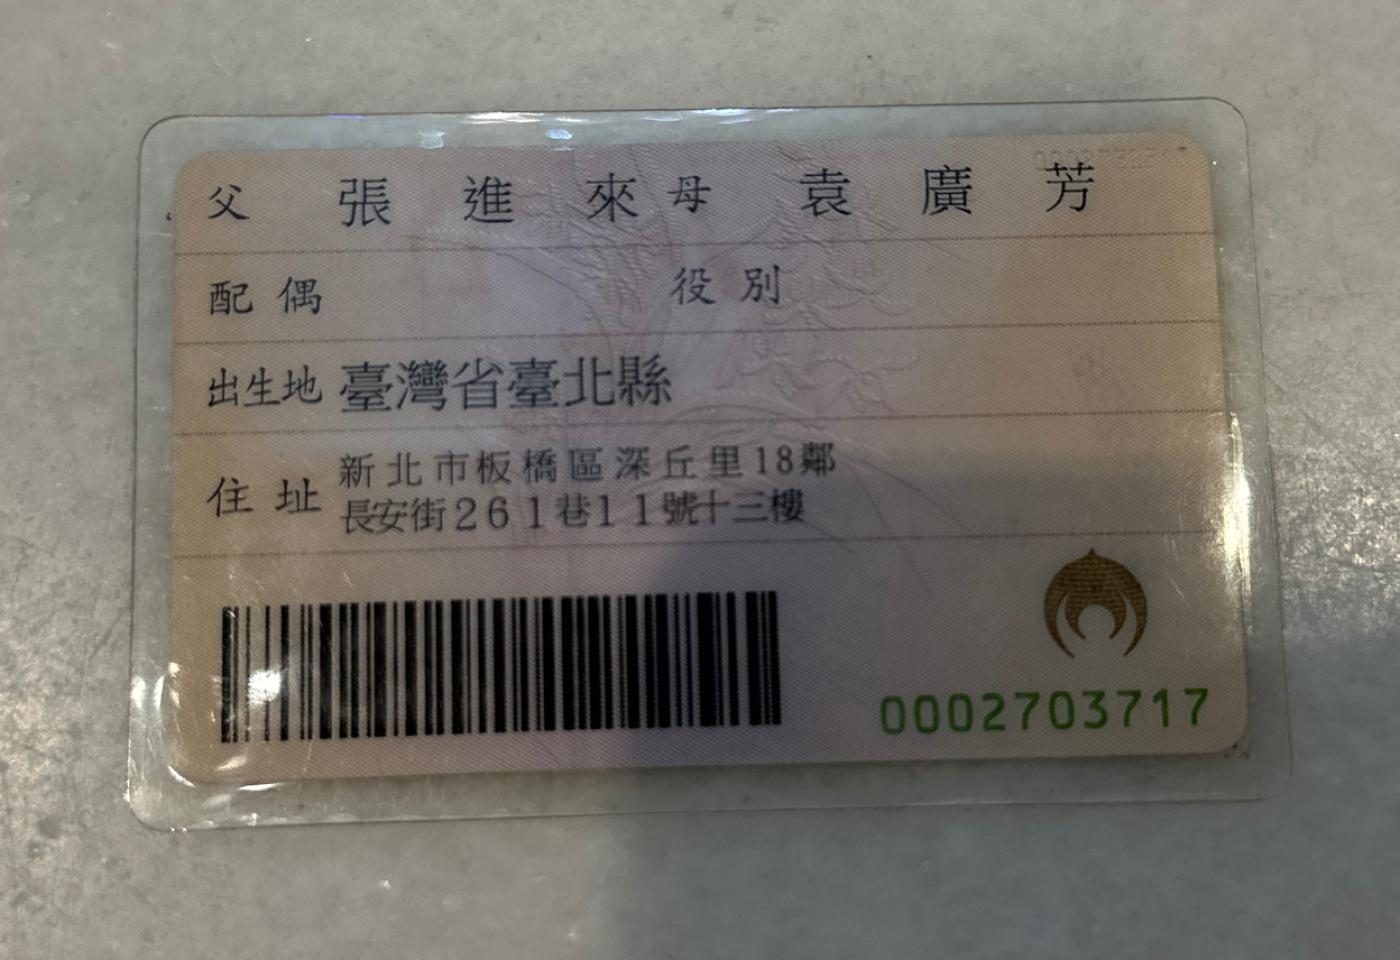 父 張進來 母 袁廣芳
配偶 役別
出生地 臺灣省臺北縣
住址 新北市板橋區深丘里18鄰
長安街261巷11號十三樓
0002703717